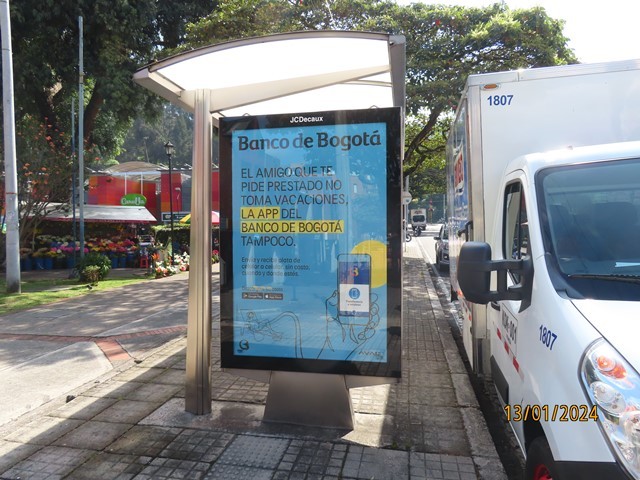 JCDecaux
Banco de Bogotá
EL AMIGO QUE TE
PIDE PRESTADO NO
TOMA VACACIONES,
LA APP DEL
BANCO DE BOGOTÁ
TAMPOCO.
1807
1807
13/01/2024